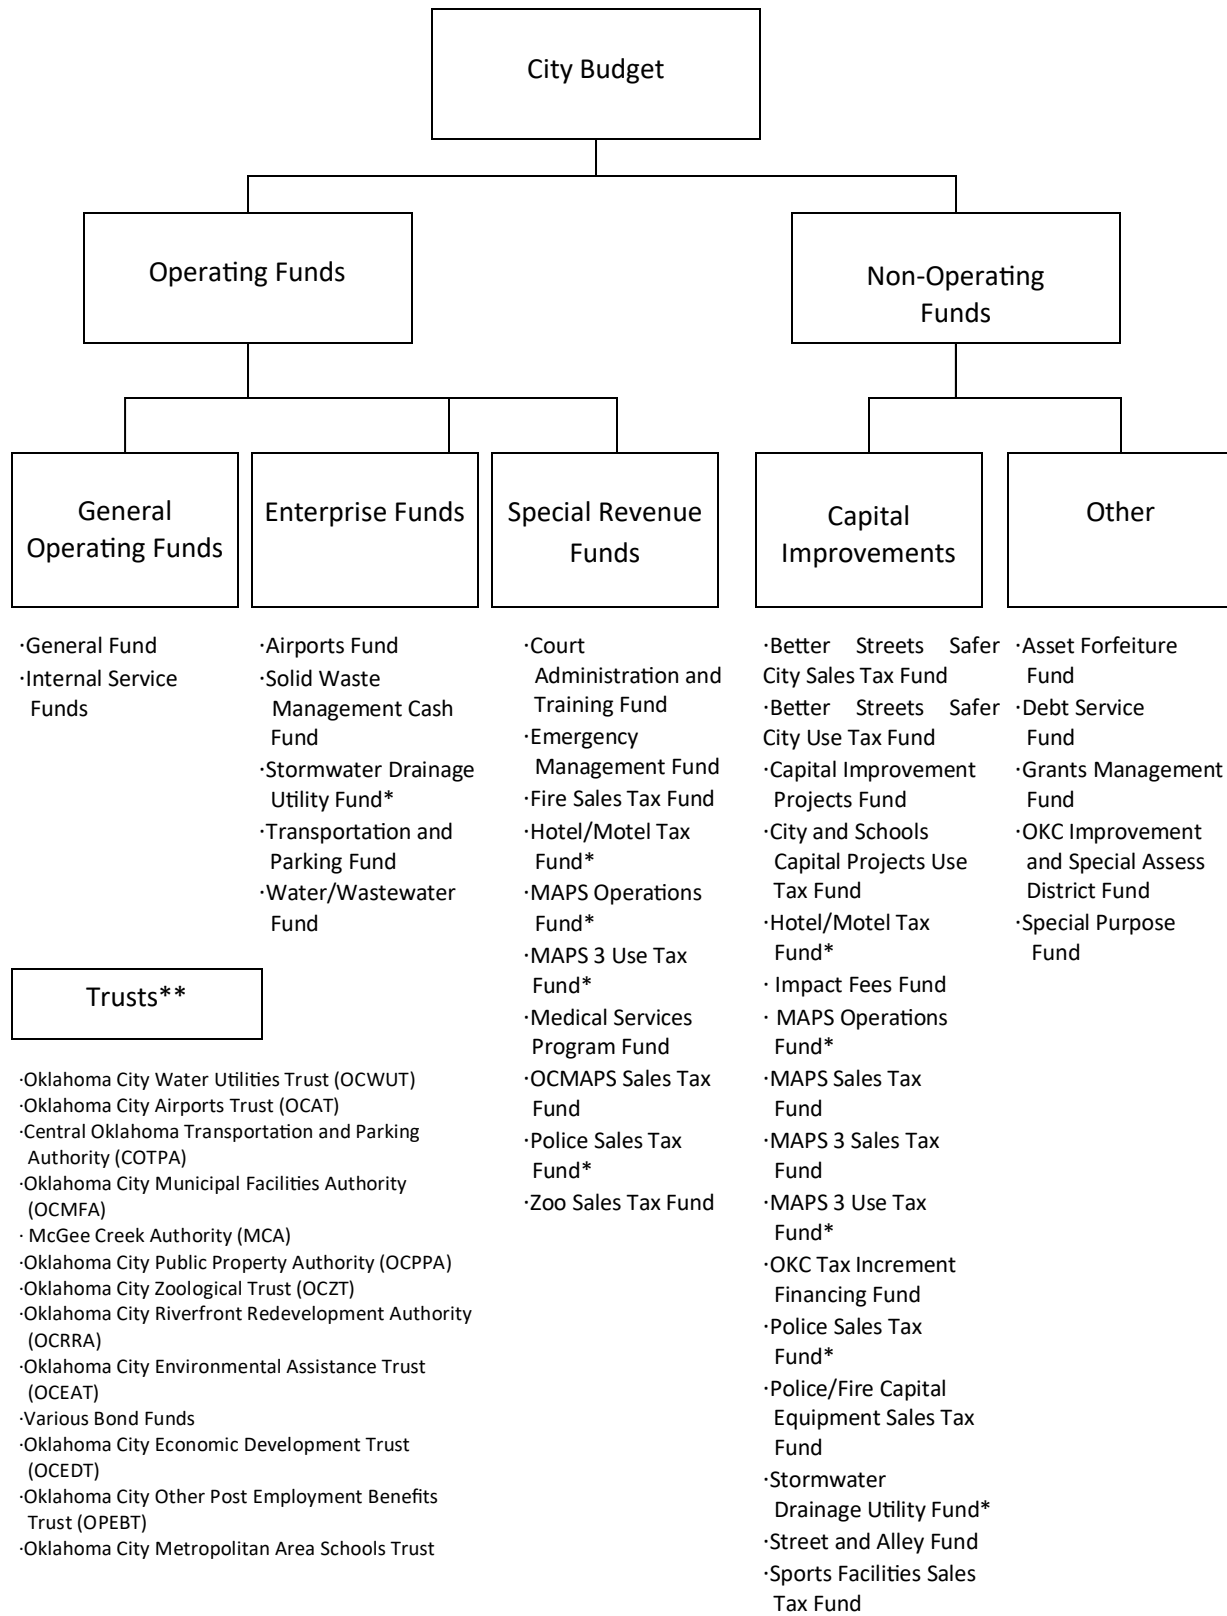 City Budget
Operating Funds
Non-Operating
Funds
General
Operating Funds
Enterprise Funds
Special Revenue
Funds
Capital
Improvements
Other
·General Fund
·Internal Service
Funds
·Airports Fund
·Solid Waste
Management Cash
Fund
·Stormwater Drainage
Utility Fund*
·Transportation and
Parking Fund
·Water/Wastewater
Fund
·Court
Administration and
Training Fund
·Emergency
Management Fund
·Fire Sales Tax Fund
·Hotel/Motel Tax
Fund*
·MAPS Operations
Fund*
·MAPS 3 Use Tax
Fund*
·Medical Services
Program Fund
·OCMAPS Sales Tax
Fund
·Police Sales Tax
Fund*
·Zoo Sales Tax Fund
·Better Streets Safer
City Sales Tax Fund
·Better Streets Safer
City Use Tax Fund
·Capital Improvement
Projects Fund
·City and Schools
Capital Projects Use
Tax Fund
·Hotel/Motel Tax
Fund*
· Impact Fees Fund
· MAPS Operations
Fund*
·MAPS Sales Tax
Fund
·MAPS 3 Sales Tax
Fund
·MAPS 3 Use Tax
Fund*
·OKC Tax Increment
Financing Fund
·Police Sales Tax
Fund*
·Police/Fire Capital
Equipment Sales Tax
Fund
·Stormwater
Drainage Utility Fund*
·Street and Alley Fund
·Sports Facilities Sales
Tax Fund
·Asset Forfeiture
Fund
·Debt Service
Fund
·Grants Management
Fund
·OKC Improvement
and Special Assess
District Fund
·Special Purpose
Fund
Trusts**
·Oklahoma City Water Utilities Trust (OCWUT)
·Oklahoma City Airports Trust (OCAT)
·Central Oklahoma Transportation and Parking
Authority (COTPA)
·Oklahoma City Municipal Facilities Authority
(OCMFA)
· McGee Creek Authority (MCA)
·Oklahoma City Public Property Authority (OCPPA)
·Oklahoma City Zoological Trust (OCZT)
·Oklahoma City Riverfront Redevelopment Authority
(OCRRA)
·Oklahoma City Environmental Assistance Trust
(OCEAT)
·Various Bond Funds
·Oklahoma City Economic Development Trust
(OCEDT)
·Oklahoma City Other Post Employment Benefits
Trust (OPEBT)
·Oklahoma City Metropolitan Area Schools Trust